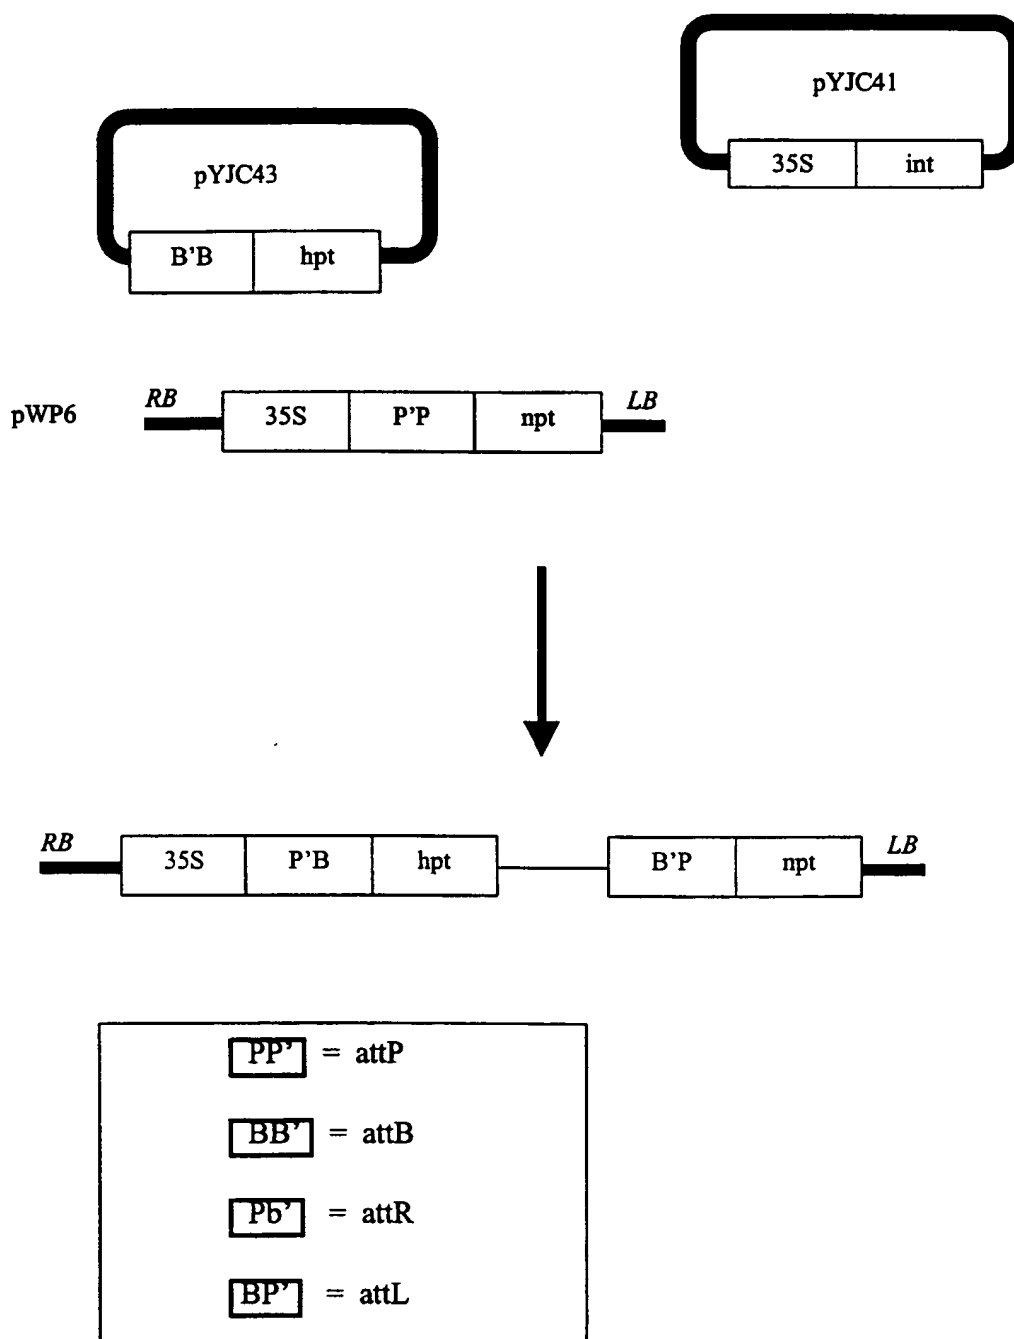 pYJC41
35S int
pYJC43
B’B hpt
pWP6 RB 35S P’P npt LB
RB 35S P’B hpt B’P npt LB
PP’ = attP
BB’ = attB
Pb’ = attR
BP’ = attL